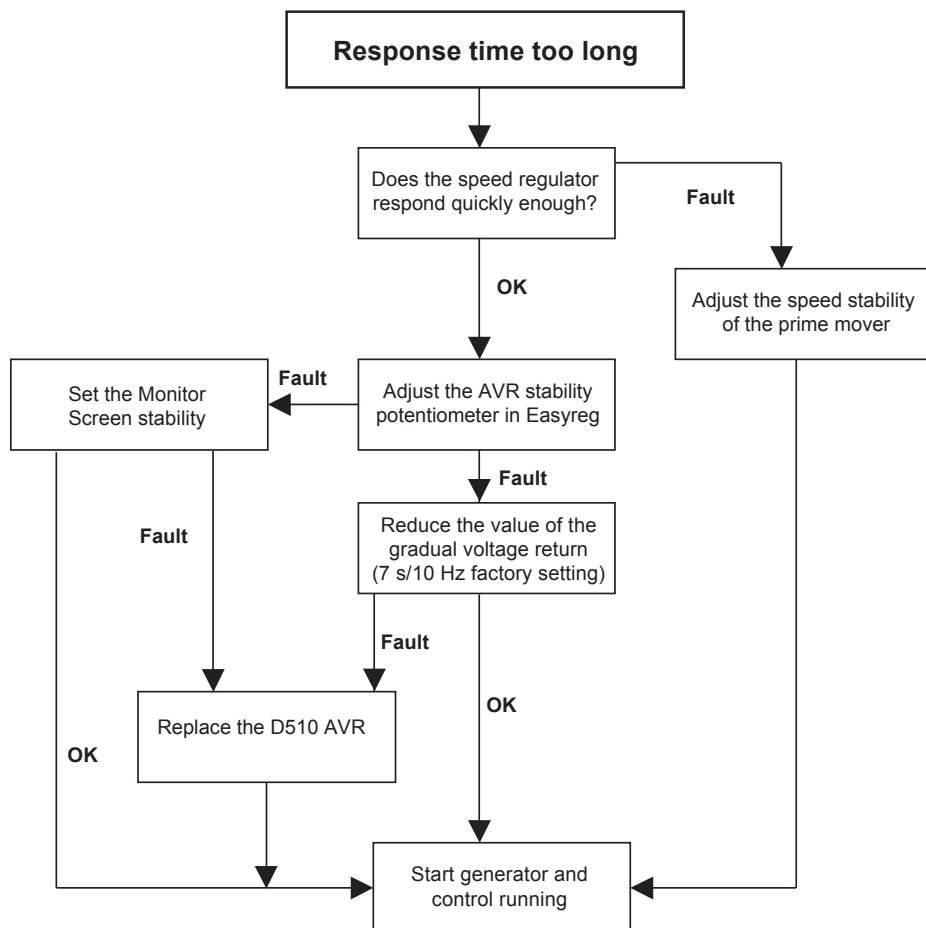 Response time too long
Does the speed regulator
respond quickly enough?
Fault
OK
Adjust the speed stability
of the prime mover
Set the Monitor
Screen stability
Fault
Adjust the AVR stability
potentiometer in Easyreg
Fault
Fault
Reduce the value of the
gradual voltage return
(7 s/10 Hz factory setting)
Fault
OK
Replace the D510 AVR
OK
Start generator and
control running